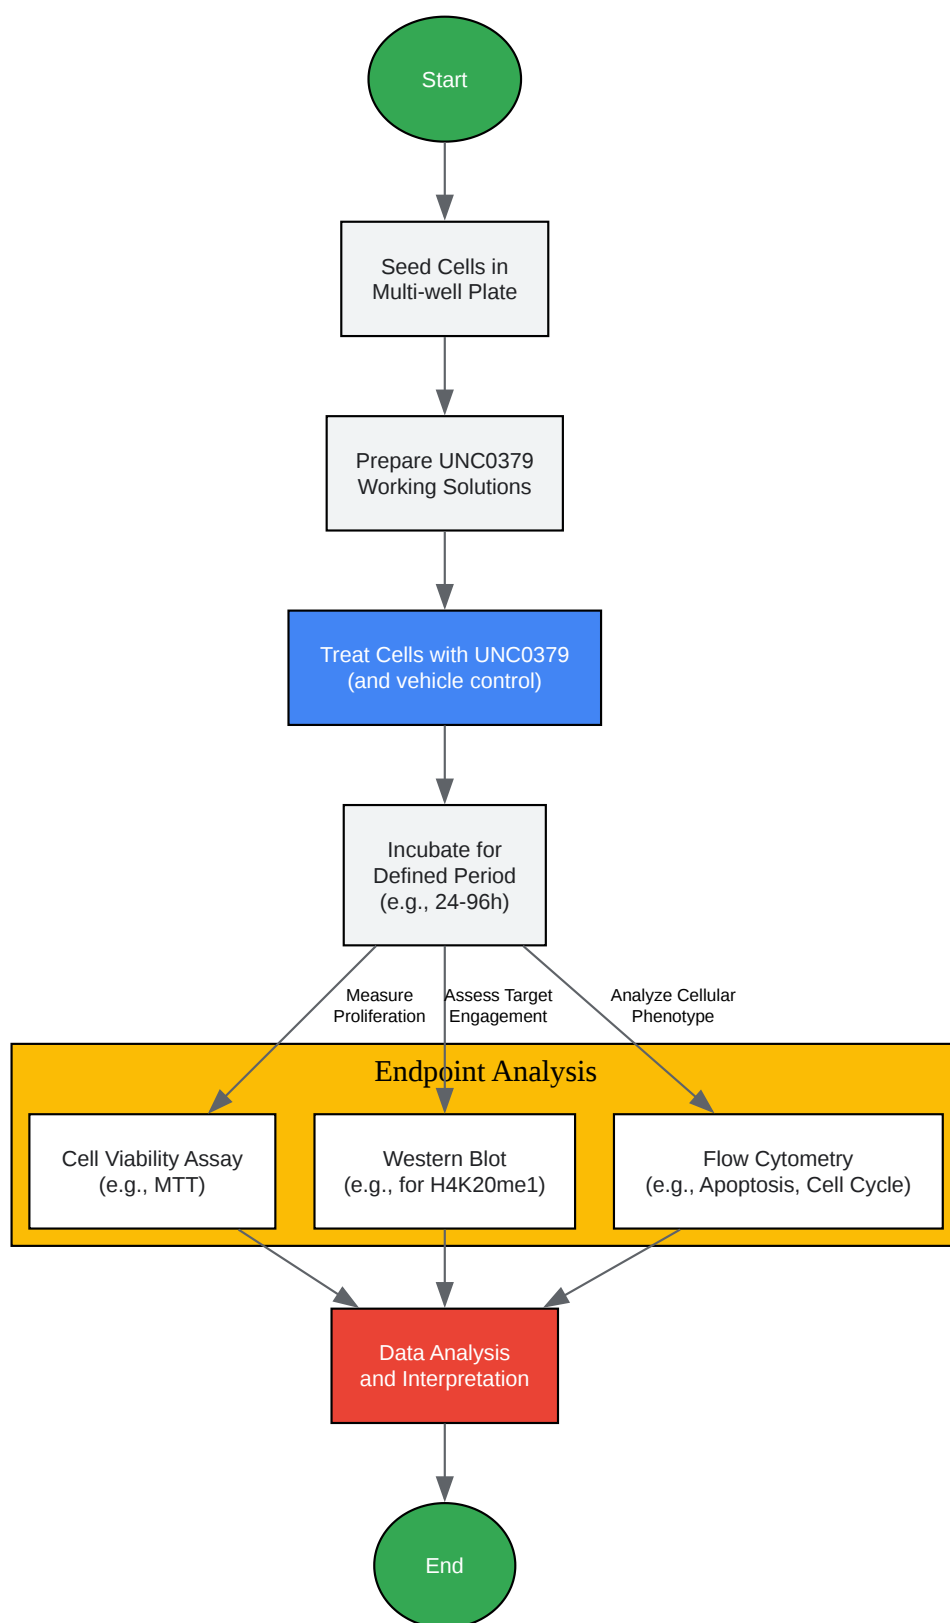 Start
Seed Cells in
Multi-well Plate
Prepare UNC0379
Working Solutions
Treat Cells with UNC0379
(and vehicle control)
Incubate for
Defined Period
(e.g., 24-96h)
Measure
Proliferation
Assess Target
Engagement
Analyze Cellular
Phenotype
Endpoint Analysis
Cell Viability Assay
(e.g., MTT)
Western Blot
(e.g., for H4K20me1)
Flow Cytometry
(e.g., Apoptosis, Cell Cycle)
Data Analysis
and Interpretation
End